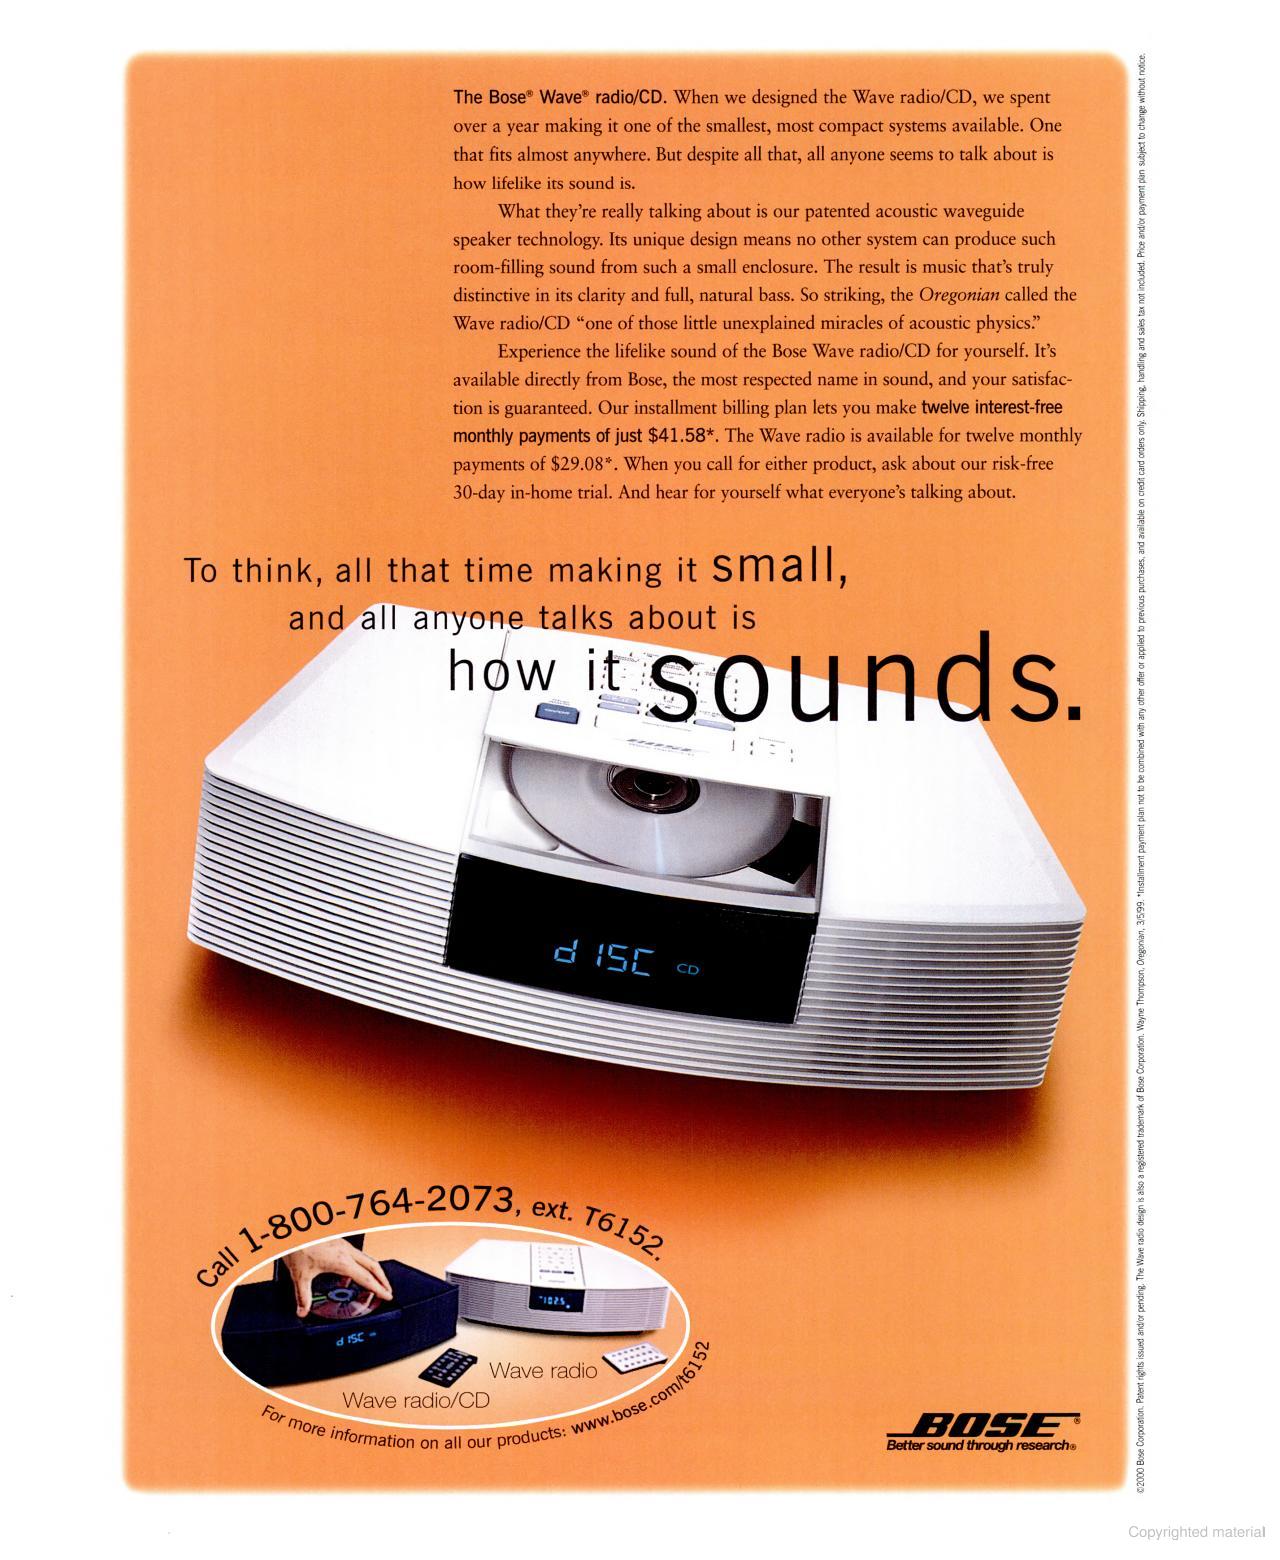 The Bose® Wave® radio/CD. When we designed the Wave radio/CD, we spent
over a year making it one of the smallest, most compact systems available. One
that fits almost anywhere. But despite all that, all anyone seems to talk about is
how lifelike its sound is.
What they're really talking about is our patented acoustic waveguide
speaker technology. Its unique design means no other system can produce such
room-filling sound from such a small enclosure. The result is music that's truly
distinctive in its clarity and full, natural bass. So striking, the Oregonian called the
Wave radio/CD “one of those little unexplained miracles of acoustic physics.”
Experience the lifelike sound of the Bose Wave radio/CD for yourself. It's
available directly from Bose, the most respected name in sound, and your satisfac-
tion is guaranteed. Our installment billing plan lets you make twelve interest-free
monthly payments of just $41.58*. The Wave radio is available for twelve monthly
payments of $29.08*. When you call for either product, ask about our risk-free
30-day in-home trial. And hear for yourself what everyone's talking about.
To think, all that time making it small,
and all anyone talks about is
how it sounds.
BOSE
dISC CD
Call 1-800-764-2073, ext. T6152.
dISC
Wave radio
Wave radio/CD
For more information on all our products: www.bose.com/t6152
BOSE®
Better sound through research®
©2000 Bose Corporation. Patent rights issued and/or pending. The Wave radio design is also a registered trademark of Bose Corporation. Wayne Thompson, Oregonian, 3/5/99. *Installment payment plan not to be combined with any other offer or applied to previous purchases, and available on credit card orders only. Shipping, handling and sales tax not included. Price and/or payment plan subject to change without notice.
Copyrighted material